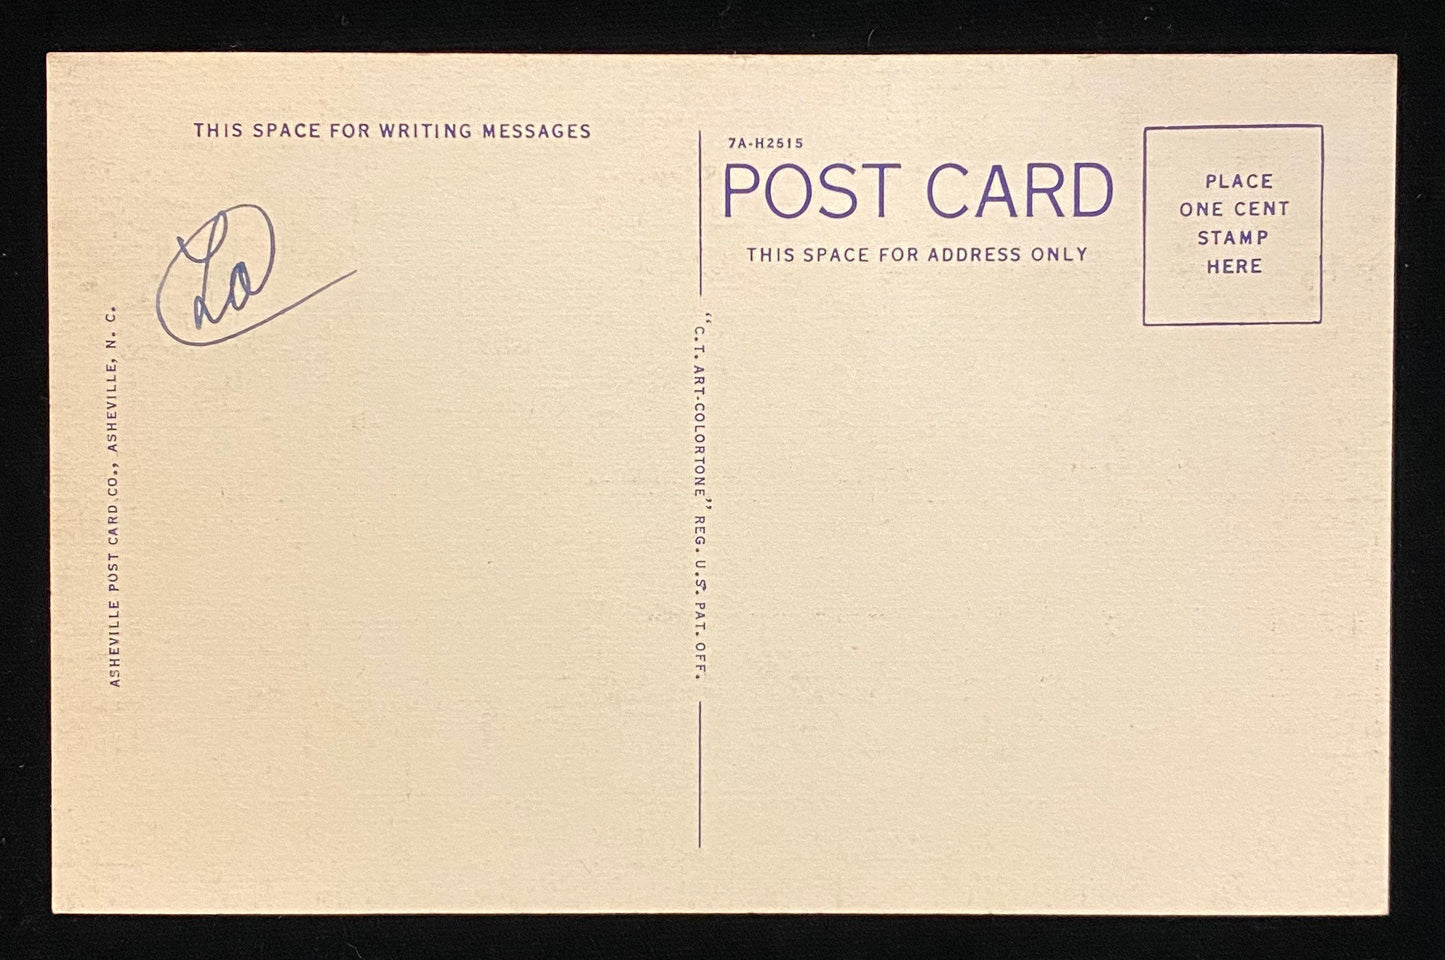 THIS SPACE FOR WRITING MESSAGES
ASHEVILLE POST CARD CO., ASHEVILLE, N. C.
"C.T. ART-COLORTONE" REG. U.S. PAT. OFF.
7A-H2515
POST CARD
THIS SPACE FOR ADDRESS ONLY
PLACE
ONE CENT
STAMP
HERE